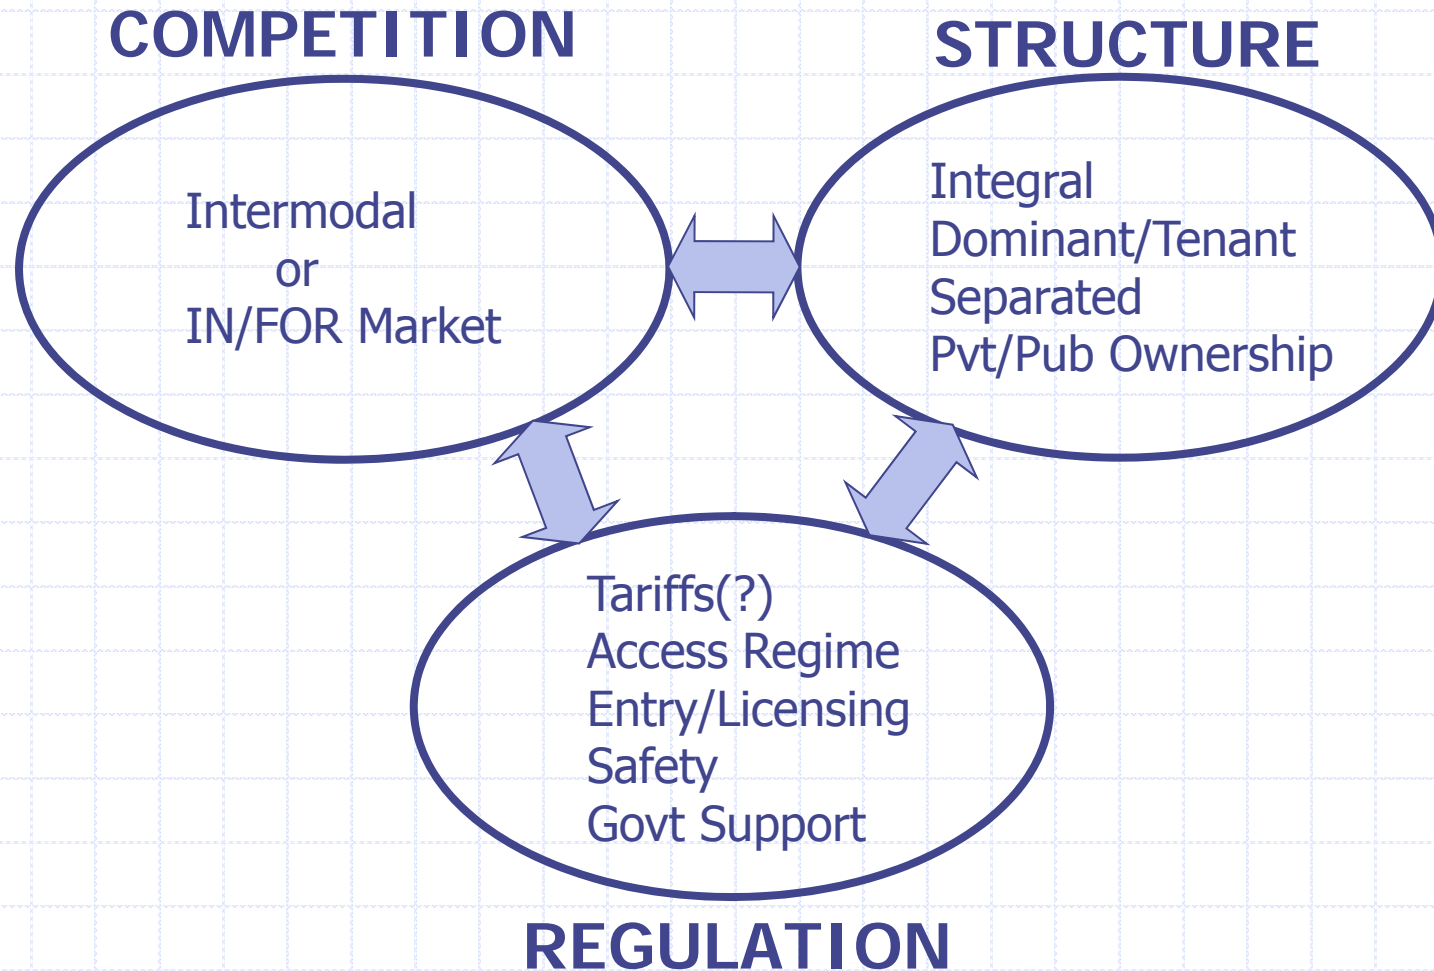 COMPETITION
Intermodal
or
IN/FOR Market
STRUCTURE
Integral
Dominant/Tenant
Separated
Pvt/Pub Ownership
Tariffs(?)
Access Regime
Entry/Licensing
Safety
Govt Support
REGULATION